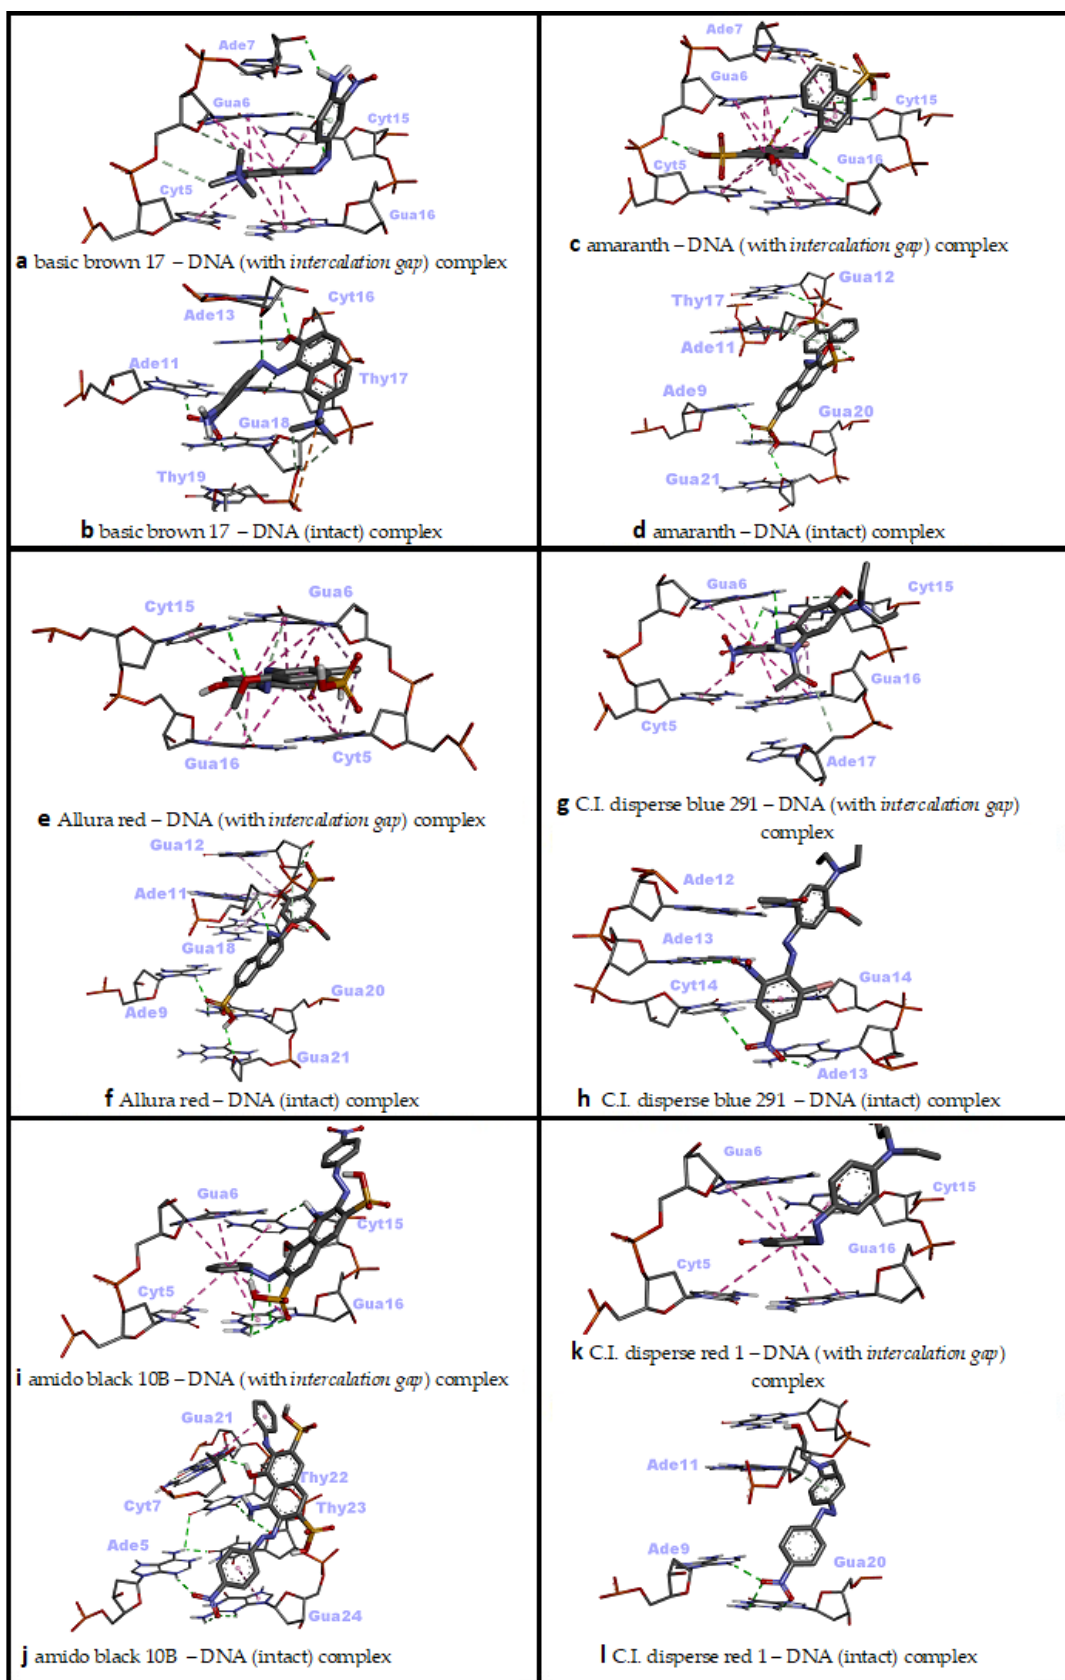 Ade7
Gua6
Cyt15
Cyt5
Gua16
a basic brown 17 – DNA (with intercalation gap) complex
Cyt16
Ade13
Ade11
Thy17
Gua18
Thy19
b basic brown 17 – DNA (intact) complex
Ade7
Gua6
Cyt15
Cyt5
Gua16
c amaranth – DNA (with intercalation gap) complex
Gua12
Thy17
Ade11
Ade9
Gua20
Gua21
d amaranth – DNA (intact) complex
Gua6
Cyt15
Gua16
Cyt5
e Allura red – DNA (with intercalation gap) complex
Gua12
Ade11
Gua18
Ade9
Gua20
Gua21
f Allura red – DNA (intact) complex
Gua6
Cyt15
Gua16
Cyt5
Ade17
g C.I. disperse blue 291 – DNA (with intercalation gap)
complex
Ade12
Ade13
Cyt14
Gua14
Ade13
h C.I. disperse blue 291 – DNA (intact) complex
Gua6
Cyt15
Cyt5
Gua16
i amido black 10B – DNA (with intercalation gap) complex
Gua21
Thy22
Cyt7
Thy23
Ade5
Gua24
j amido black 10B – DNA (intact) complex
Gua6
Cyt15
Gua16
Cyt5
k C.I. disperse red 1 – DNA (with intercalation gap)
complex
Ade11
Ade9
Gua20
l C.I. disperse red 1 – DNA (intact) complex